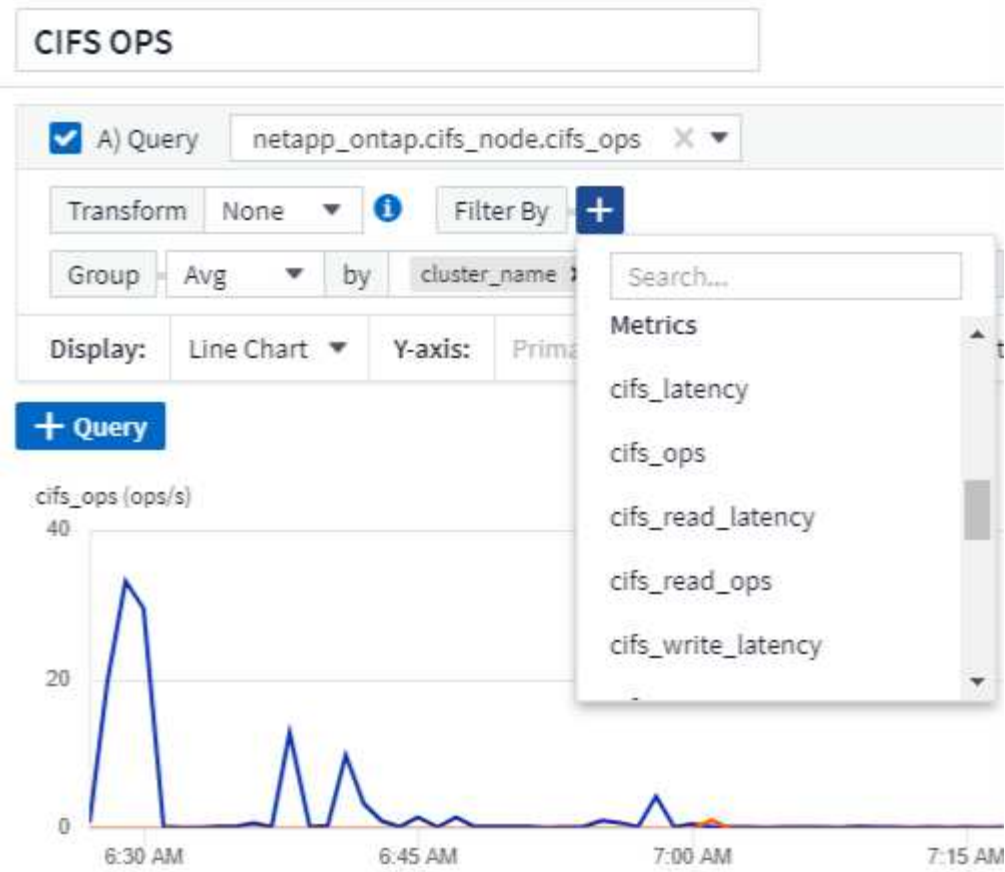 CIFS OPS
A) Query netapp_ontap.cifs_node.cifs_ops
Transform None Filter By
Group Avg by cluster_name
Search...
Metrics
Display: Line Chart Y-axis:
cifs_latency
cifs_ops
cifs_read_latency
cifs_read_ops
cifs_write_latency
+ Query
cifs_ops (ops/s)
40
20
0
6:30 AM 6:45 AM 7:00 AM 7:15 AM